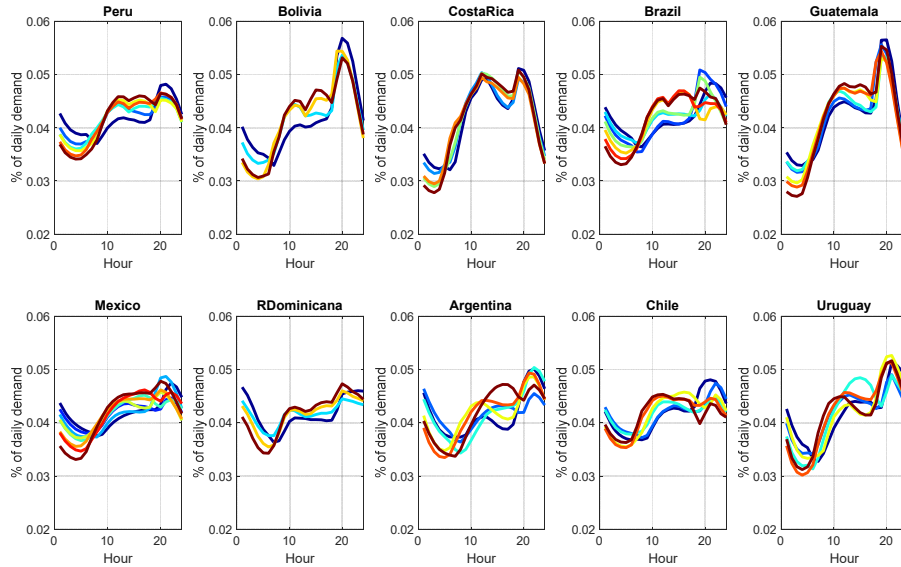 Peru Bolivia CostaRica Brazil Guatemala
0.06 0.06 0.06 0.06 0.06
0.05 0.05 0.05 0.05 0.05
0.04 0.04 0.04 0.04 0.04
0.03 0.03 0.03 0.03 0.03
0.02 0.02 0.02 0.02 0.02
% of daily demand % of daily demand % of daily demand % of daily demand % of daily demand
0 10 20 0 10 20 0 10 20 0 10 20 0 10 20
Hour Hour Hour Hour Hour
Mexico RDominicana Argentina Chile Uruguay
0.06 0.06 0.06 0.06 0.06
0.05 0.05 0.05 0.05 0.05
0.04 0.04 0.04 0.04 0.04
0.03 0.03 0.03 0.03 0.03
0.02 0.02 0.02 0.02 0.02
% of daily demand % of daily demand % of daily demand % of daily demand % of daily demand
0 10 20 0 10 20 0 10 20 0 10 20 0 10 20
Hour Hour Hour Hour Hour